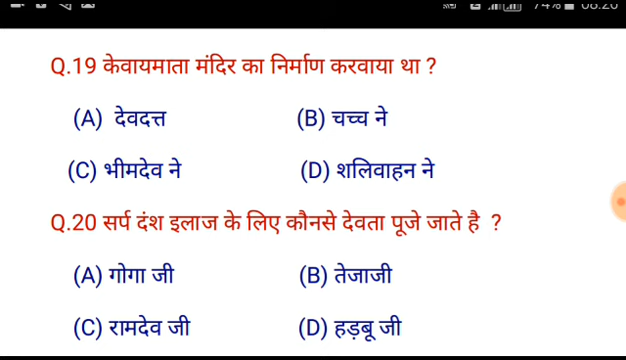 Q.19 केवायमाता मंदिर का निर्माण करवाया था ?
(A) देवदत्त (B) चच्च ने
(C) भीमदेव ने (D) शलिवाहन ने
Q.20 सर्प दंश इलाज के लिए कौनसे देवता पूजे जाते है ?
(A) गोगा जी (B) तेजाजी
(C) रामदेव जी (D) हड़बू जी